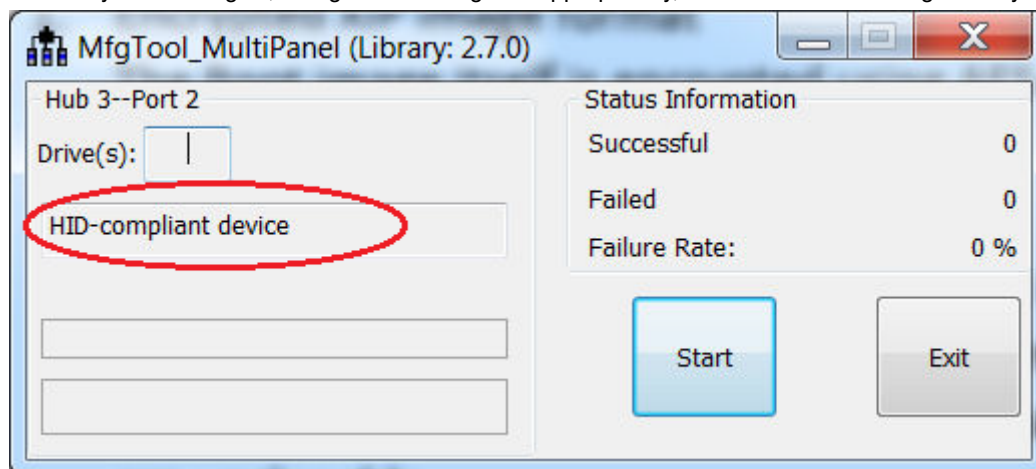 MfgTool_MultiPanel (Library: 2.7.0)
Hub 3--Port 2
Drive(s):
HID-compliant device
Status Information
Successful 0
Failed 0
Failure Rate: 0 %
Start
Exit